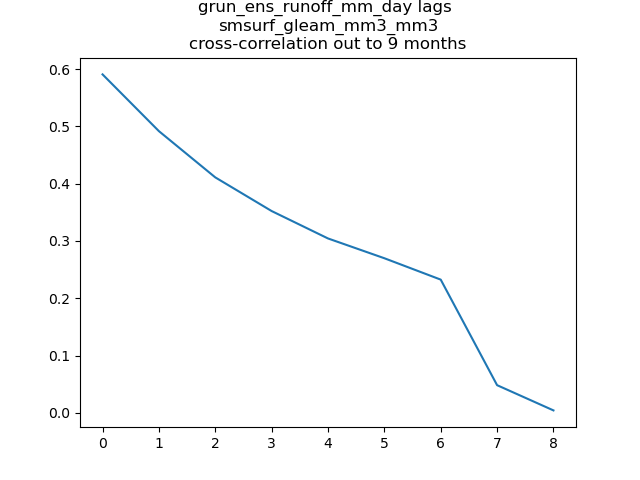 grun_ens_runoff_mm_day lags
smsurf_gleam_mm3_mm3
cross-correlation out to 9 months
0.6
0.5
0.4
0.3
0.2
0.1
0.0
0 1 2 3 4 5 6 7 8